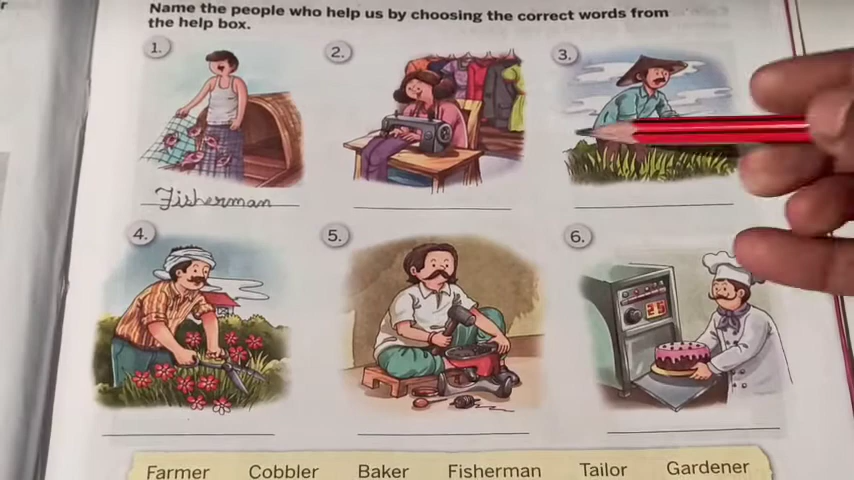 Name the people who help us by choosing the correct words from
the help box.
1.
2.
3.
Fisherman
4.
5.
6.
25
Farmer Cobbler Baker Fisherman Tailor Gardener